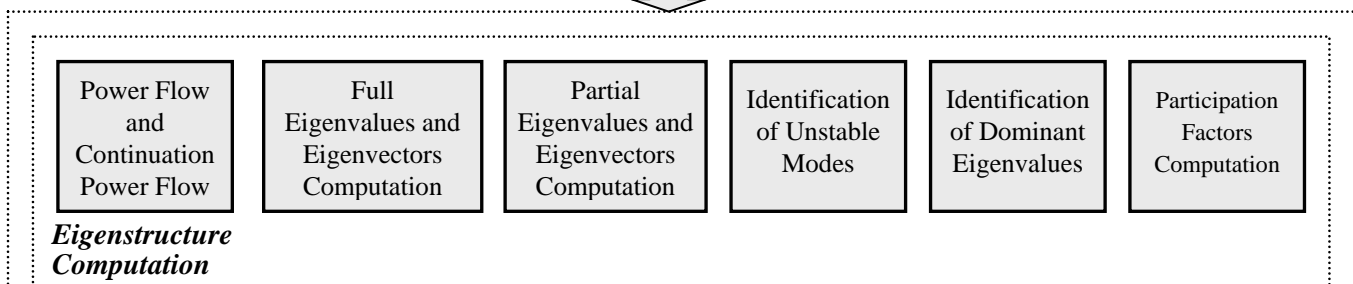 Power Flow
and
Continuation
Power Flow
Full
Eigenvalues and
Eigenvectors
Computation
Partial
Eigenvalues and
Eigenvectors
Computation
Identification
of Unstable
Modes
Identification
of Dominant
Eigenvalues
Participation
Factors
Computation
Eigenstructure
Computation